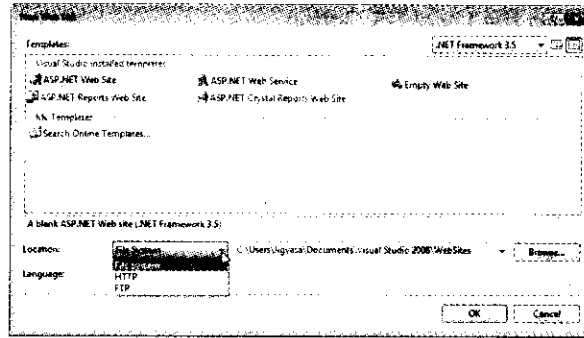 New Web Site
Templates: .NET Framework 3.5
Visual Studio installed templates
ASP.NET Web Site ASP.NET Web Service Empty Web Site
ASP.NET Reports Web Site ASP.NET Crystal Reports Web Site
My Templates
Search Online Templates...
A blank ASP.NET Web site (.NET Framework 3.5)
Location: File System C:\Users\ \Documents\Visual Studio 2008\WebSites Browse...
File System
Language: HTTP
FTP
OK Cancel